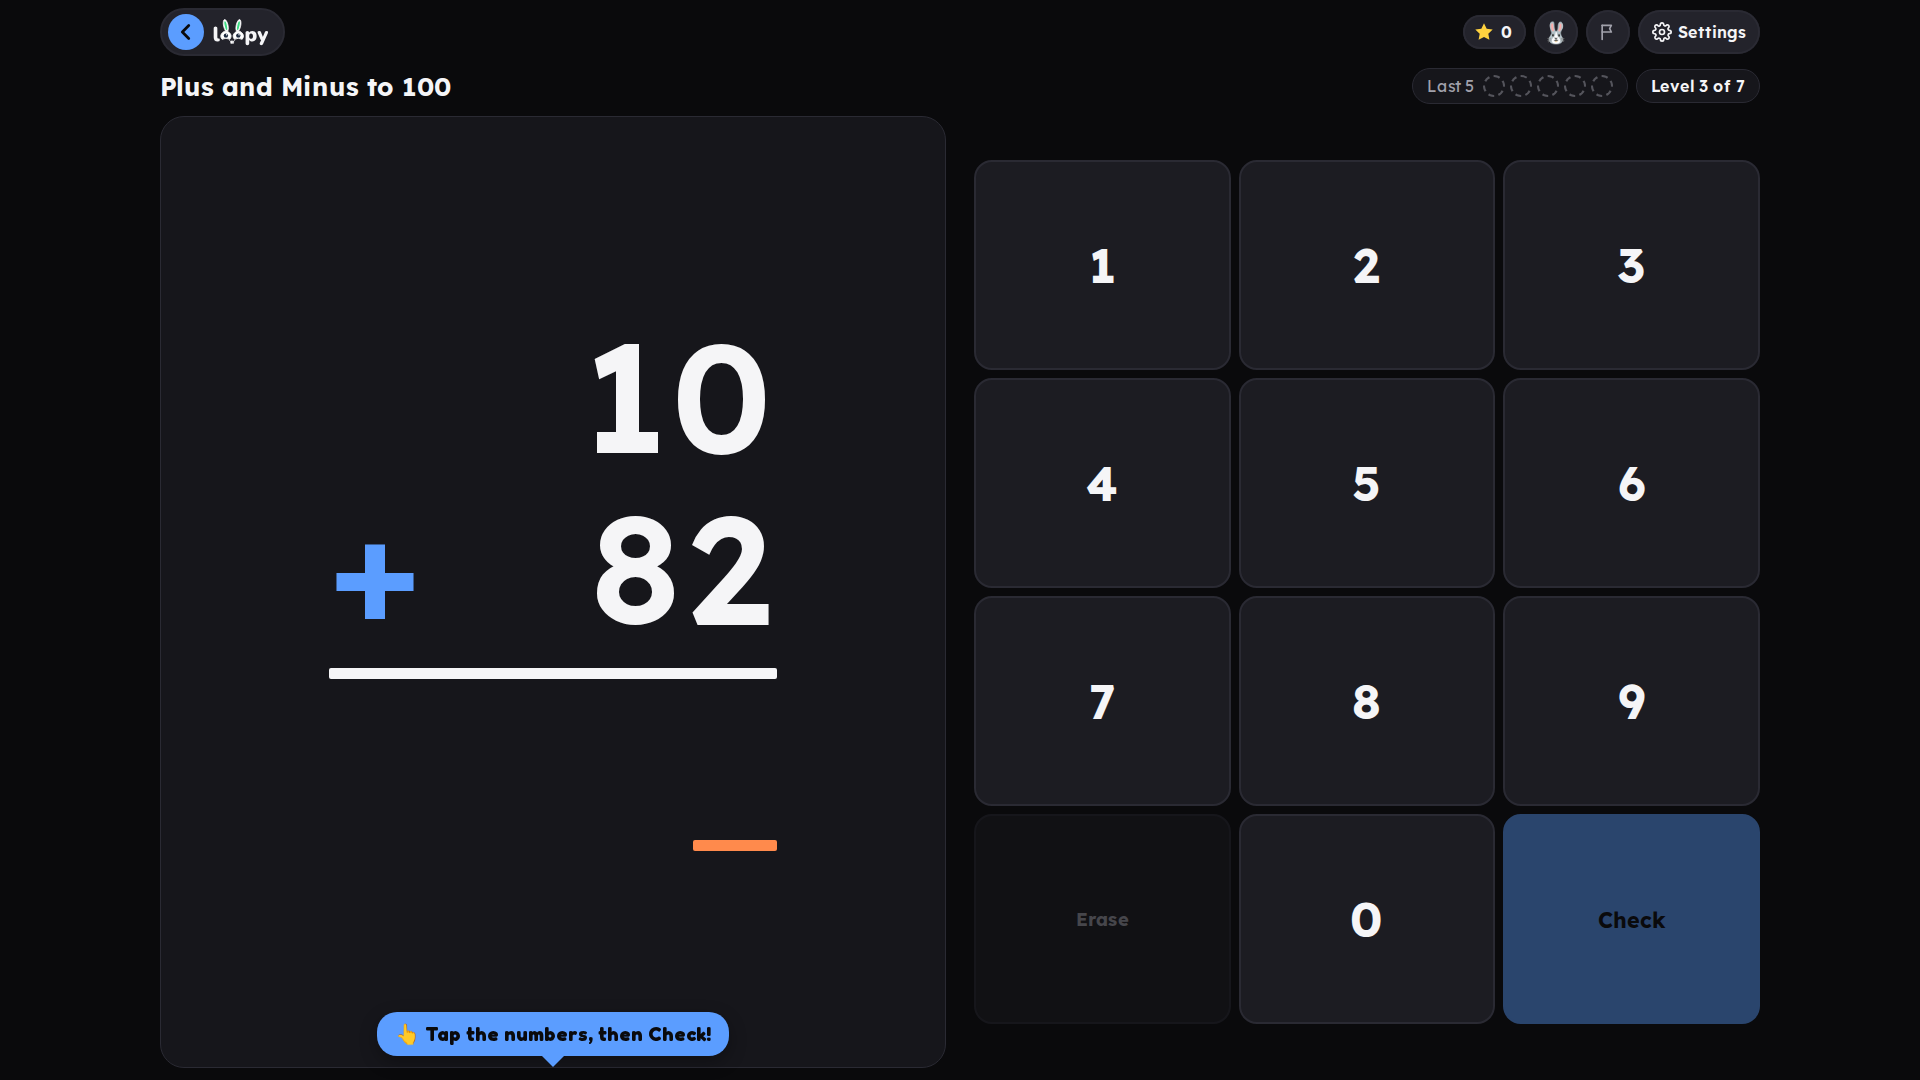 loopy
0
Settings
Plus and Minus to 100
Last 5
Level 3 of 7
10
+ 82
1 2 3
4 5 6
7 8 9
Erase 0 Check
👆 Tap the numbers, then Check!